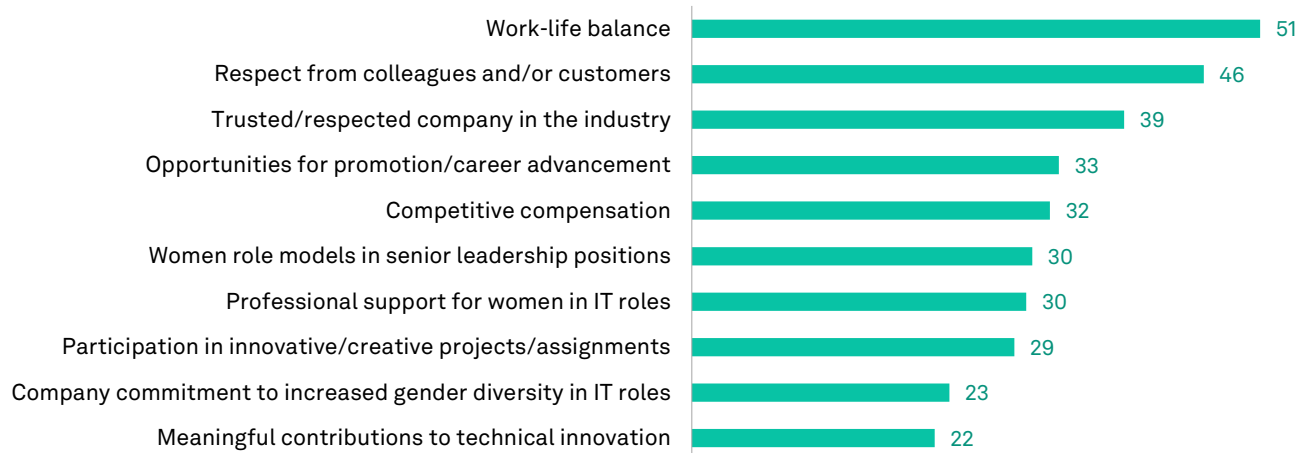 Work-life balance 51
Respect from colleagues and/or customers 46
Trusted/respected company in the industry 39
Opportunities for promotion/career advancement 33
Competitive compensation 32
Women role models in senior leadership positions 30
Professional support for women in IT roles 30
Participation in innovative/creative projects/assignments 29
Company commitment to increased gender diversity in IT roles 23
Meaningful contributions to technical innovation 22